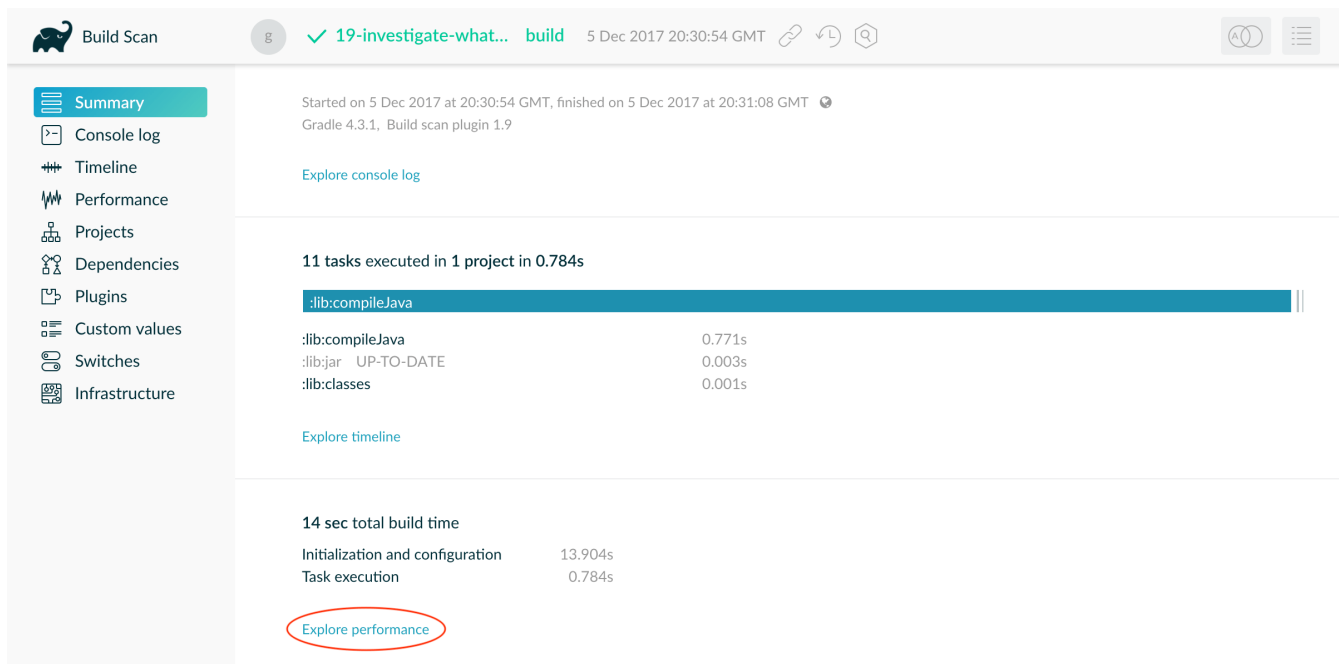 Build Scan
g 19-investigate-what... build 5 Dec 2017 20:30:54 GMT
A
Summary
Console log
Timeline
Performance
Projects
Dependencies
Plugins
Custom values
Switches
Infrastructure
Started on 5 Dec 2017 at 20:30:54 GMT, finished on 5 Dec 2017 at 20:31:08 GMT
Gradle 4.3.1, Build scan plugin 1.9
Explore console log
11 tasks executed in 1 project in 0.784s
:lib:compileJava
:lib:compileJava 0.771s
:lib:jar UP-TO-DATE 0.003s
:lib:classes 0.001s
Explore timeline
14 sec total build time
Initialization and configuration 13.904s
Task execution 0.784s
Explore performance